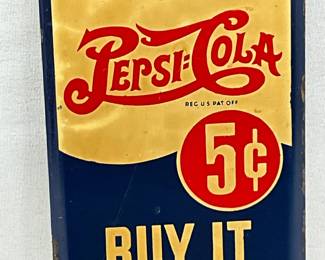 PEPSI=COLA
REG U S PAT OFF
5¢
BUY IT